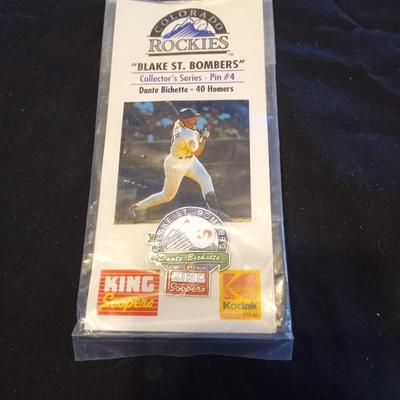 COLORADO
ROCKIES
TM
"BLAKE ST. BOMBERS"
Collector's Series - Pin #4
Dante Bichette - 40 Homers
BLAKE ST. BOMBERS
Dante Bichette
KING
Soopers
KING
Soopers
Kodak